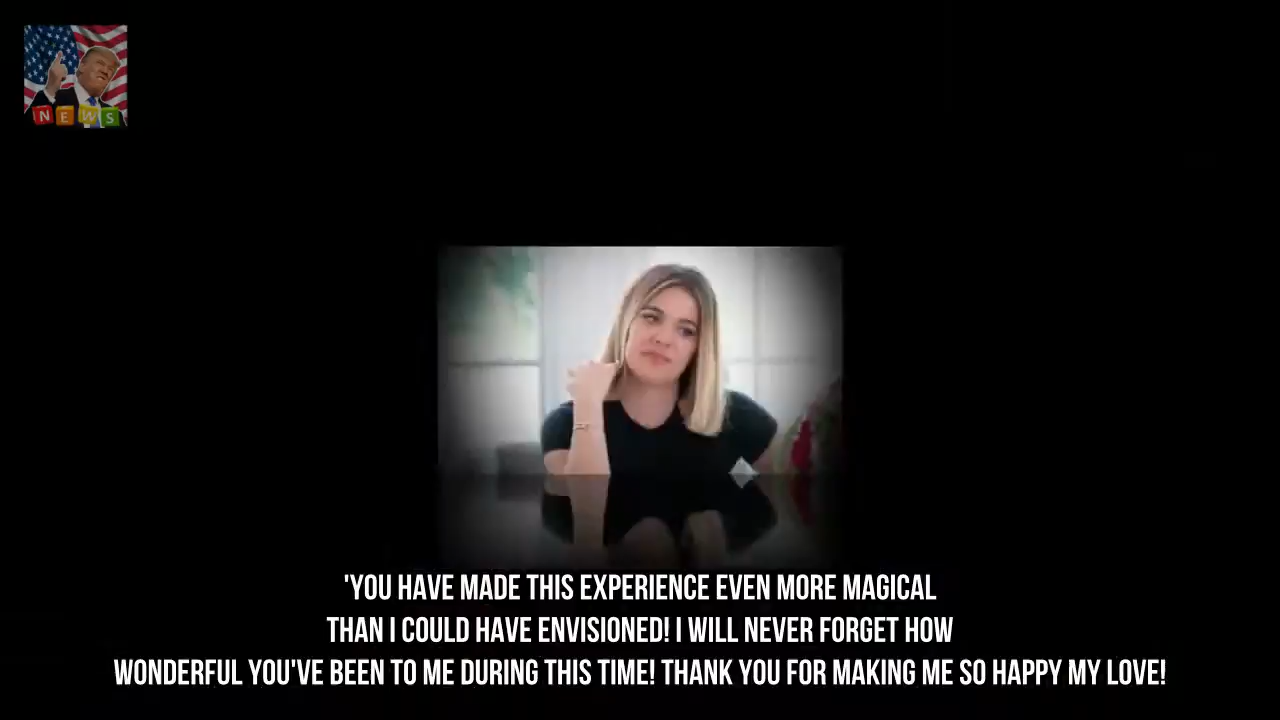 NEWS
'YOU HAVE MADE THIS EXPERIENCE EVEN MORE MAGICAL
THAN I COULD HAVE ENVISIONED! I WILL NEVER FORGET HOW
WONDERFUL YOU'VE BEEN TO ME DURING THIS TIME! THANK YOU FOR MAKING ME SO HAPPY MY LOVE!